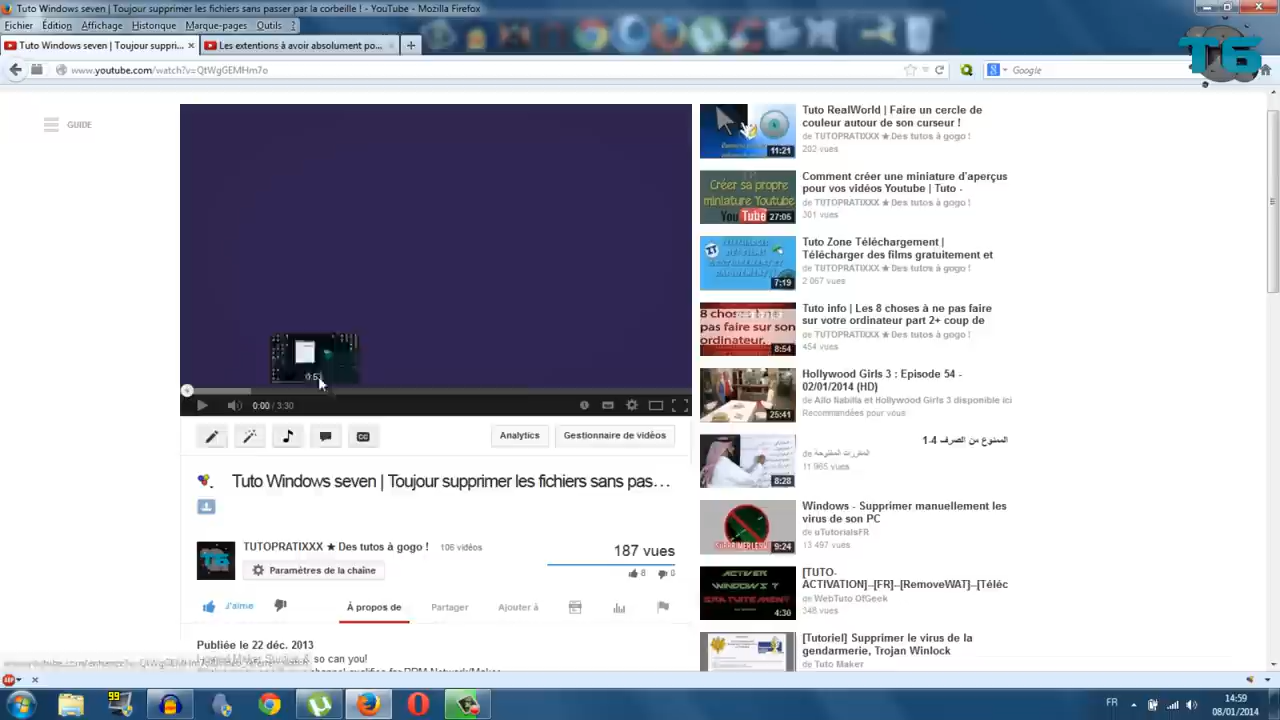 Tuto Windows seven | Toujour supprimer les fichiers sans passer par la corbeille ! - YouTube - Mozilla Firefox
Fichier Édition Affichage Historique Marque-pages Outils ?
Tuto Windows seven | Toujour suppri... × Les extentions à avoir absolument po... × +
www.youtube.com/watch?v=QtWgGEMHm7o
Google
T6
GUIDE
0:00 / 3:30
Analytics
Gestionnaire de vidéos
Tuto Windows seven | Toujour supprimer les fichiers sans pas...
TUTOPRATIXXX ★ Des tutos à gogo !
106 vidéos
Paramètres de la chaîne
187 vues
8
0
J'aime
À propos de
Partager
Ajouter à
Publiée le 22 déc. 2013
so can you!
Tuto RealWorld | Faire un cercle de
couleur autour de son curseur !
de TUTOPRATIXXX ★ Des tutos à gogo !
202 vues
11:21
Comment créer une miniature d'aperçus
pour vos vidéos Youtube | Tuto -
de TUTOPRATIXXX ★ Des tutos à gogo !
301 vues
Créer sa propre
miniature Youtube
You Tube
27:05
Tuto Zone Téléchargement |
Télécharger des films gratuitement et
de TUTOPRATIXXX ★ Des tutos à gogo !
2 067 vues
7:19
Tuto info | Les 8 choses à ne pas faire
sur votre ordinateur part 2+ coup de
de TUTOPRATIXXX ★ Des tutos à gogo !
454 vues
8 choses à ne
pas faire sur son
ordinateur.
8:54
Hollywood Girls 3 : Episode 54 -
02/01/2014 (HD)
de Allo Nabilla et Hollywood Girls 3 disponible ici
Recommandées pour vous
25:41
الممنوع من الصرف 4-1
de المقررات المفتوحة
11 965 vues
8:28
Windows - Supprimer manuellement les
virus de son PC
de uTutorialsFR
13 497 vues
9:24
[TUTO-
ACTIVATION]--[FR]--[RemoveWAT]--[Téléc
de WebTuto OfGeek
348 vues
ACTIVER
WINDOWS 7
GRATUITEMENT
4:30
[Tutoriel] Supprimer le virus de la
gendarmerie, Trojan Winlock
de Tuto Maker
99
FR
14:59
08/01/2014